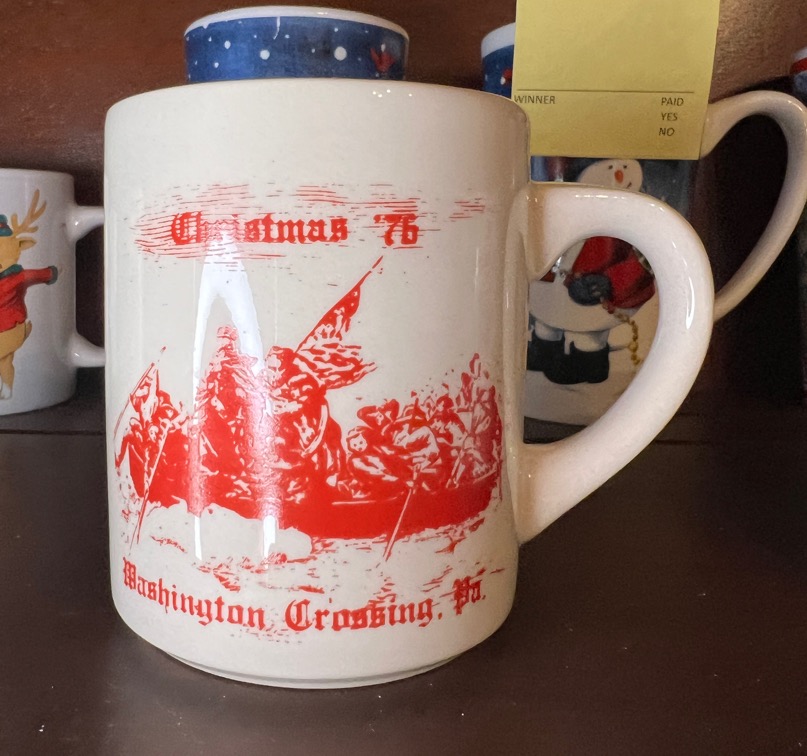 WINNER PAID
YES
NO
Christmas '76
Washington Crossing, Pa.